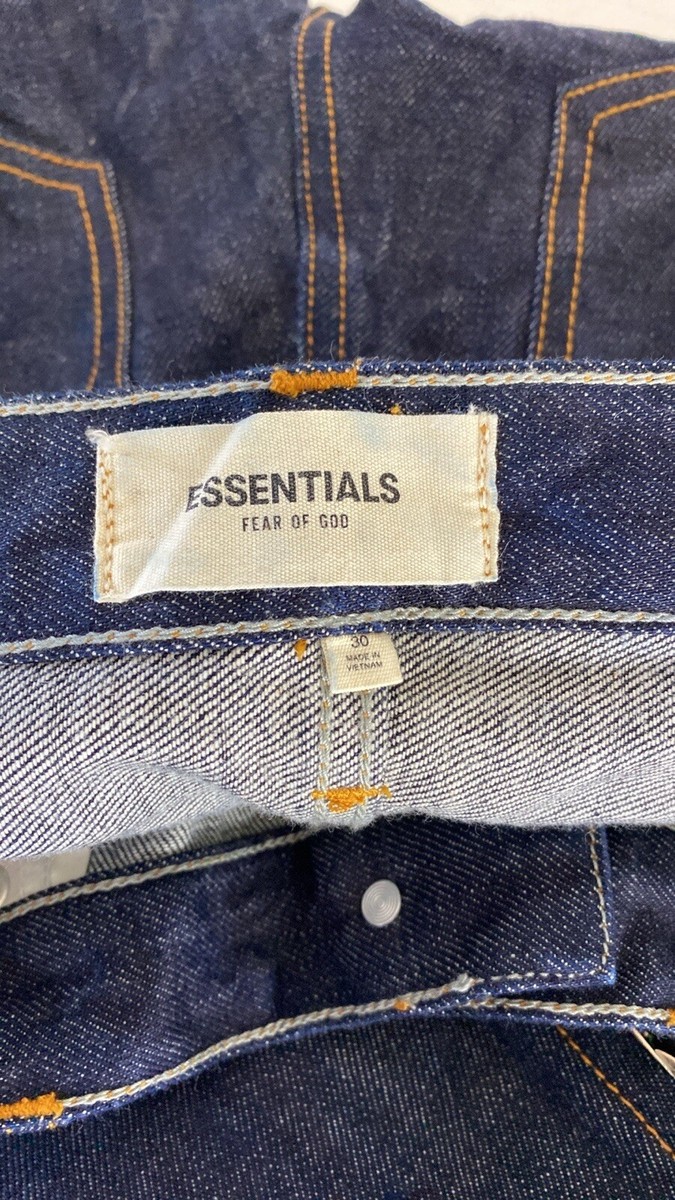 ESSENTIALS
FEAR OF GOD
30
MADE IN
VIETNAM